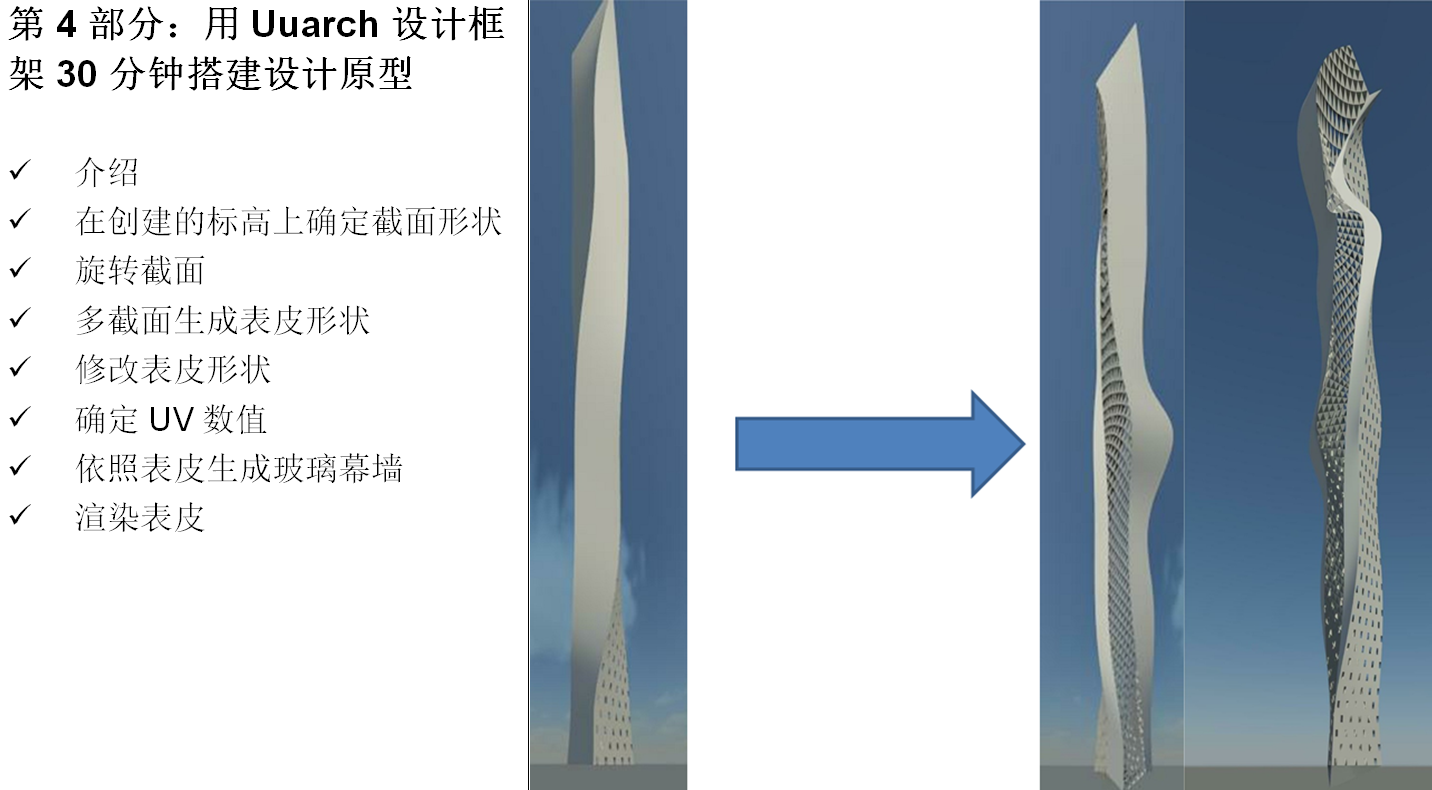 第 4 部分：用 Uuarch 设计框
架 30 分钟搭建设计原型
✓ 介绍
✓ 在创建的标高上确定截面形状
✓ 旋转截面
✓ 多截面生成表皮形状
✓ 修改表皮形状
✓ 确定 UV 数值
✓ 依照表皮生成玻璃幕墙
✓ 渲染表皮